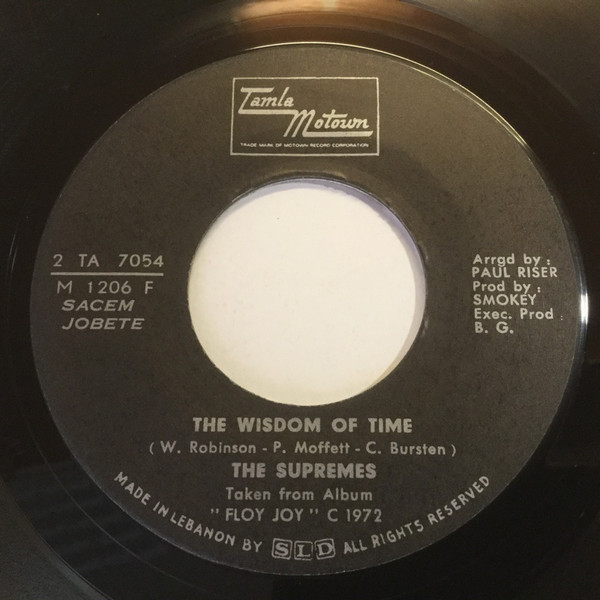 Tamla
Motown
TRADE MARK OF MOTOWN RECORD CORPORATION
2 TA 7054
M 1206 F
SACEM
JOBETE
Arrgd by :
PAUL RISER
Prod by :
SMOKEY
Exec. Prod :
B. G.
THE WISDOM OF TIME
( W. Robinson - P. Moffett - C. Bursten )
THE SUPREMES
Taken from Album
" FLOY JOY " C 1972
MADE IN LEBANON BY SLD ALL RIGHTS RESERVED